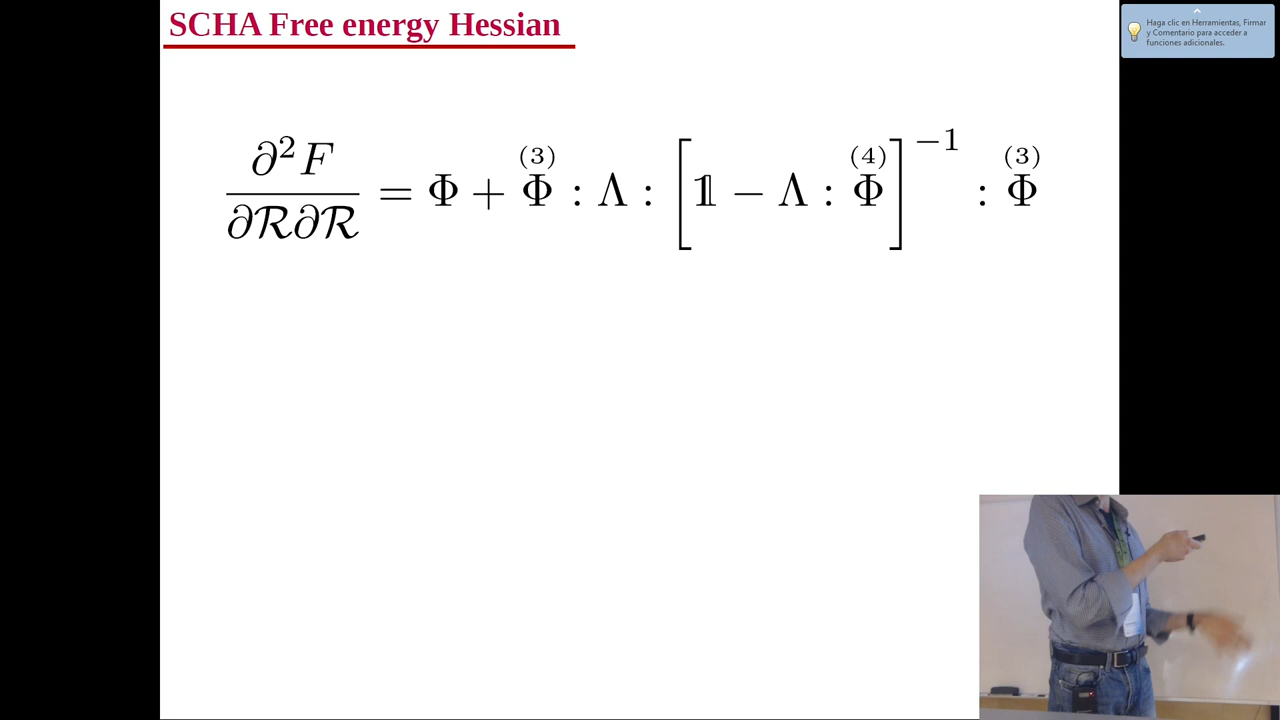 SCHA Free energy Hessian
Haga clic en Herramientas, Firmar
y Comentario para acceder a
funciones adicionales.
∂²F/∂ℛ∂ℛ = Φ + Φ⁽³⁾ : Λ : [𝟙 − Λ : Φ⁽⁴⁾]⁻¹ : Φ⁽³⁾